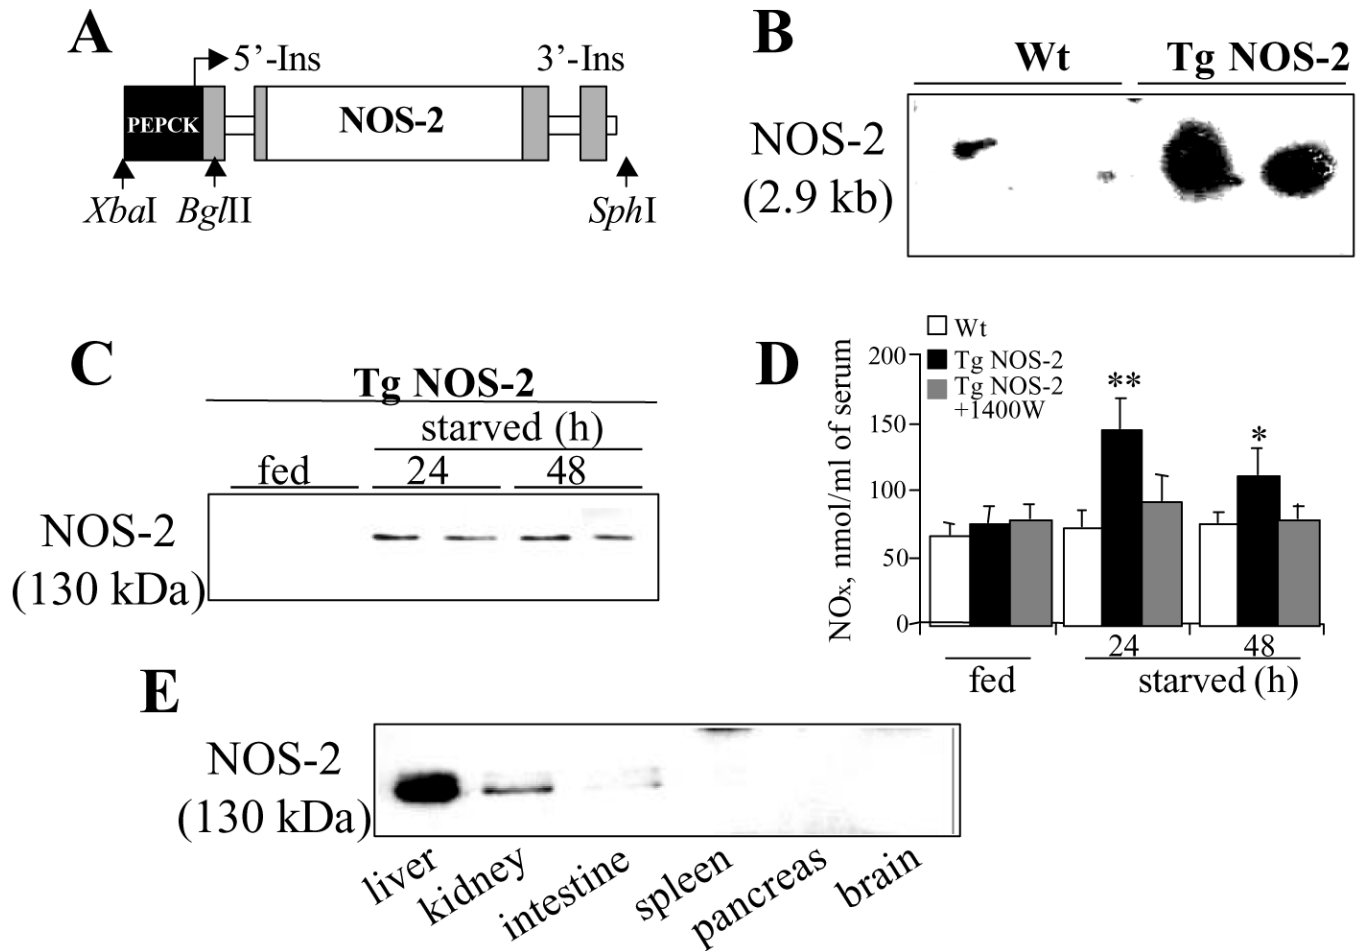 A
5’-Ins
3’-Ins
PEPCK
NOS-2
XbaI
BglII
SphI
B
Wt
Tg NOS-2
NOS-2
(2.9 kb)
C
Tg NOS-2
starved (h)
fed
24
48
NOS-2
(130 kDa)
D
Wt
Tg NOS-2
Tg NOS-2
+1400W
NOx, nmol/ml of serum
200
150
100
50
0
**
*
24
48
fed
starved (h)
E
NOS-2
(130 kDa)
liver
kidney
intestine
spleen
pancreas
brain